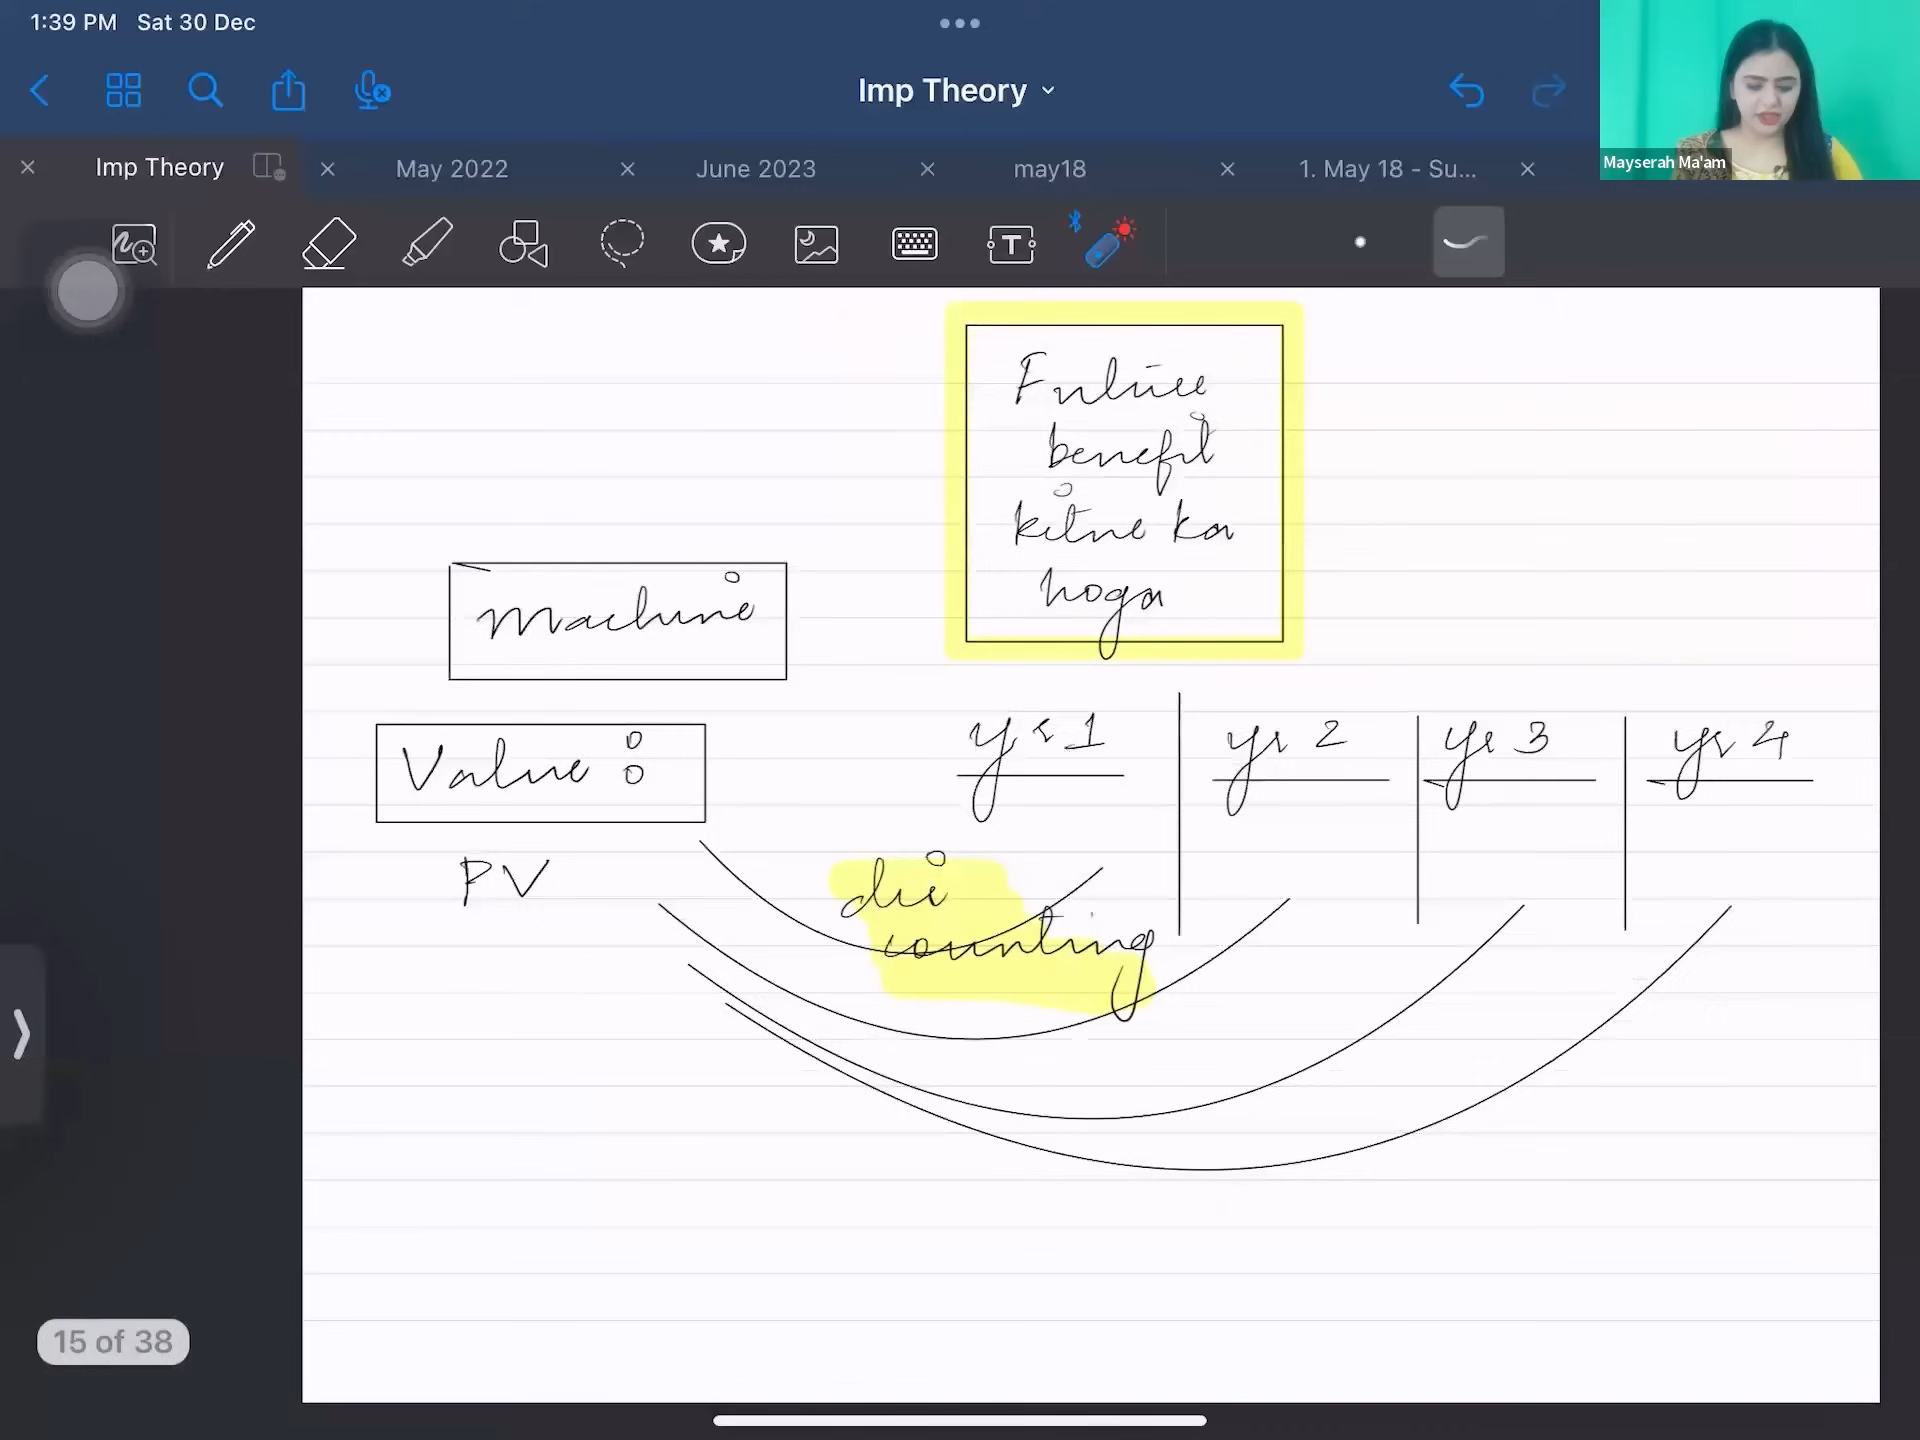 1:39 PM Sat 30 Dec
Imp Theory
Mayserah Ma'am
Imp Theory
May 2022
June 2023
may18
1. May 18 - Su...
T
Future
benefit
kitne ka
hoga
Machine
Value :
yr 1
yr 2
yr 3
yr 4
PV
dis
counting
15 of 38